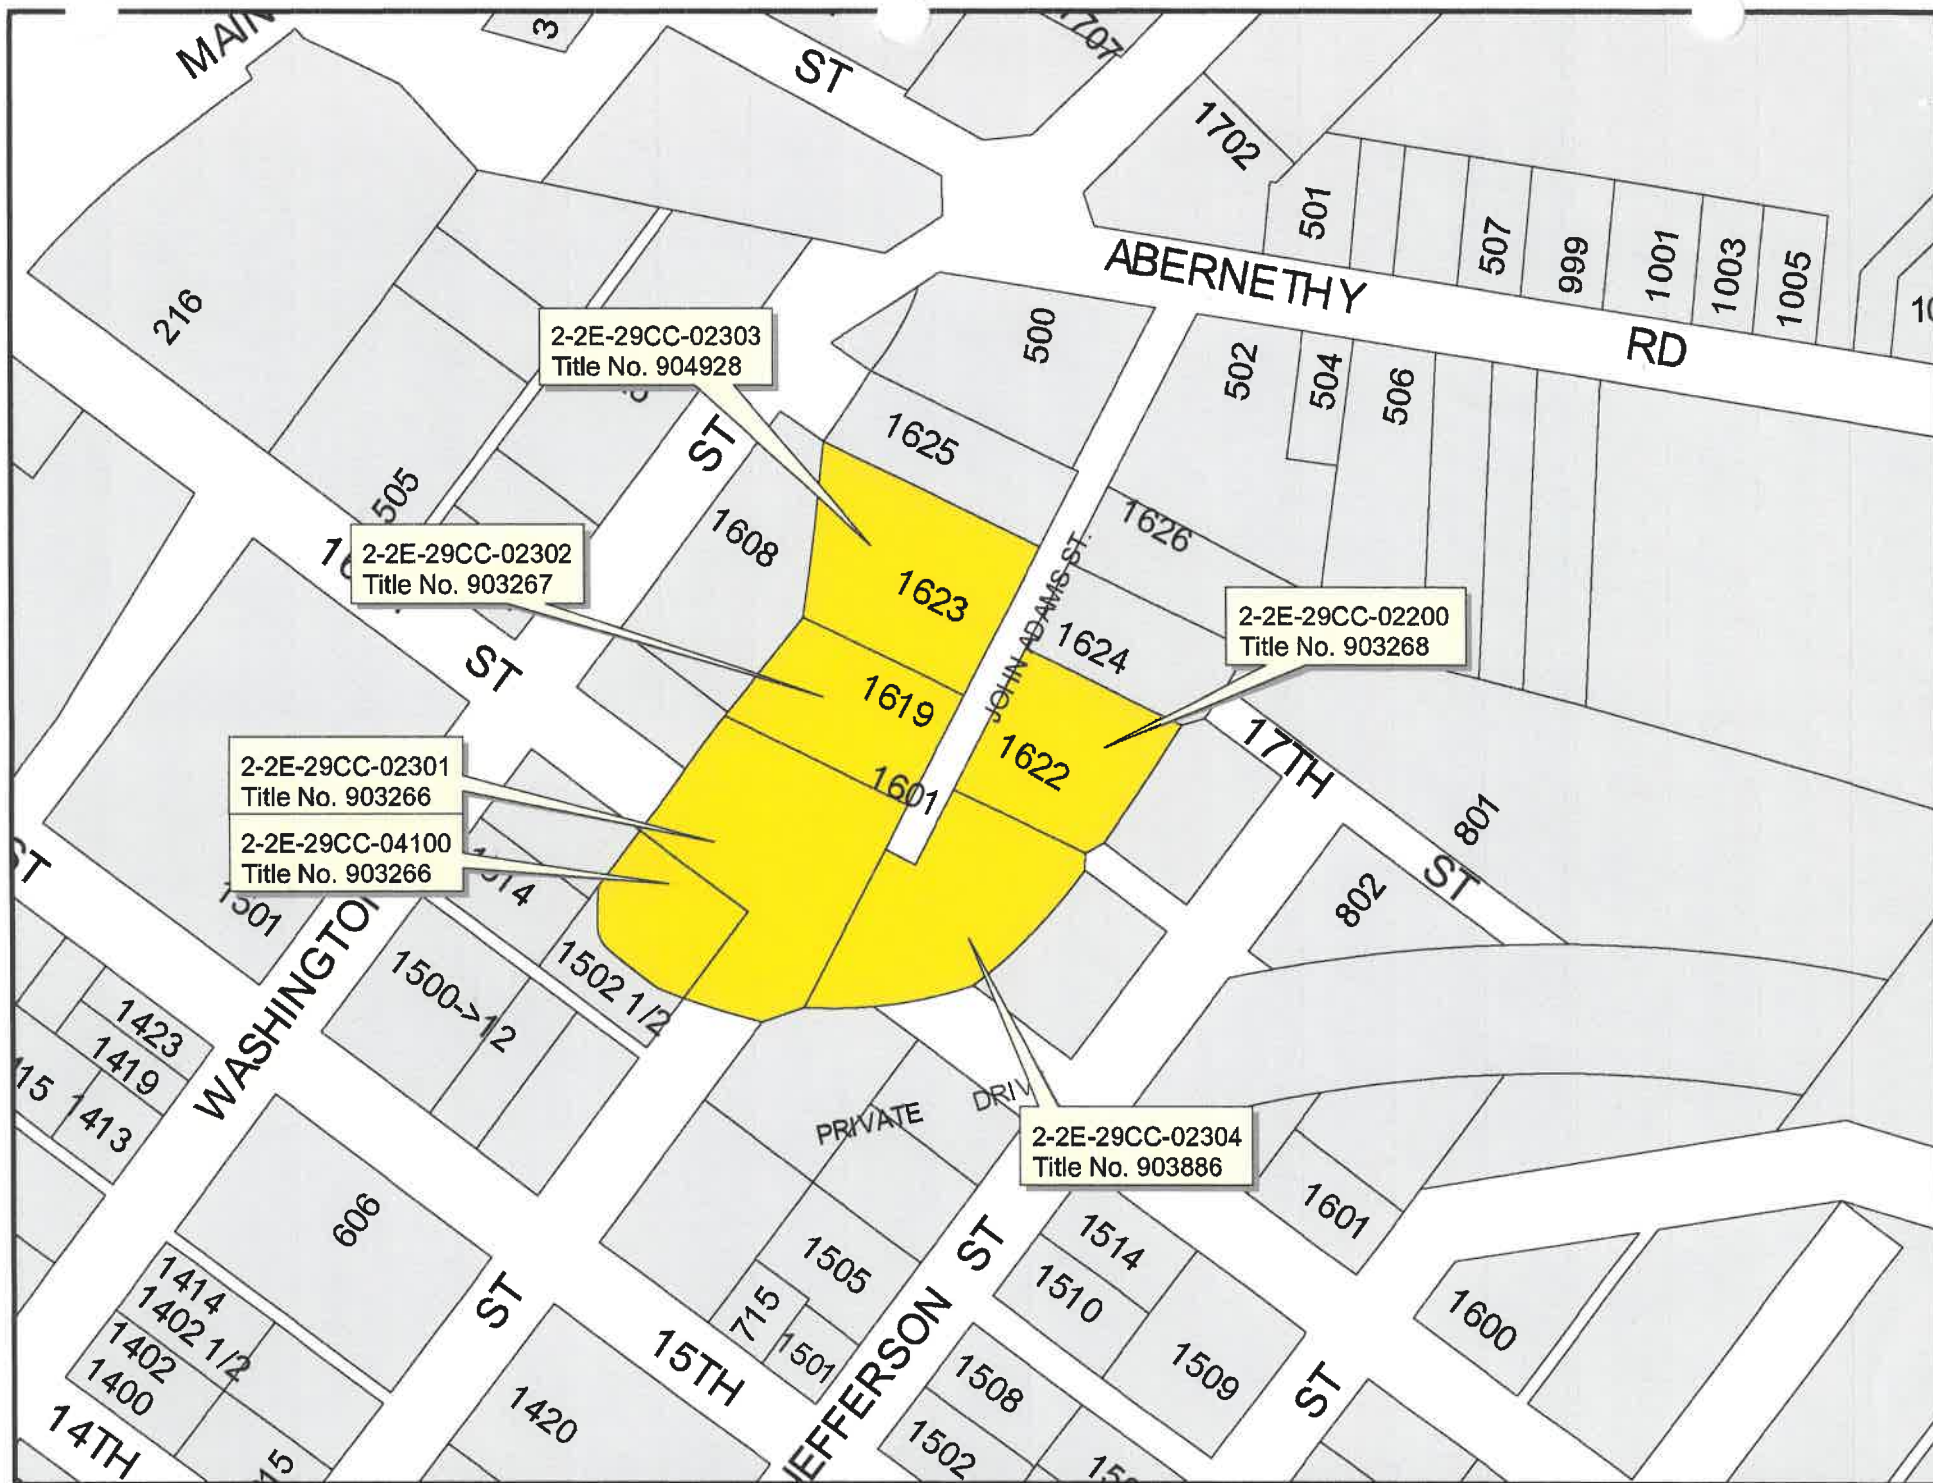 MAIN
3
ST
1707
1702
501
507
999
1001
1003
1005
ABERNETHY
RD
216
500
502
504
506
2-2E-29CC-02303
Title No. 904928
ST
1625
505
1608
1626
2-2E-29CC-02302
Title No. 903267
1623
JOHN ADAMS ST.
2-2E-29CC-02200
Title No. 903268
1624
ST
1619
1622
17TH
2-2E-29CC-02301
Title No. 903266
1601
801
2-2E-29CC-04100
Title No. 903266
ST
ST
802
1501
1502 1/2
1500->12
WASHINGTON
1423
1419
1413
PRIVATE
2-2E-29CC-02304
Title No. 903886
606
1601
1514
ST
1505
1510
1414
1402 1/2
1402
1400
ST
715
1501
1600
15TH
JEFFERSON
1509
1508
ST
1420
1502
14TH